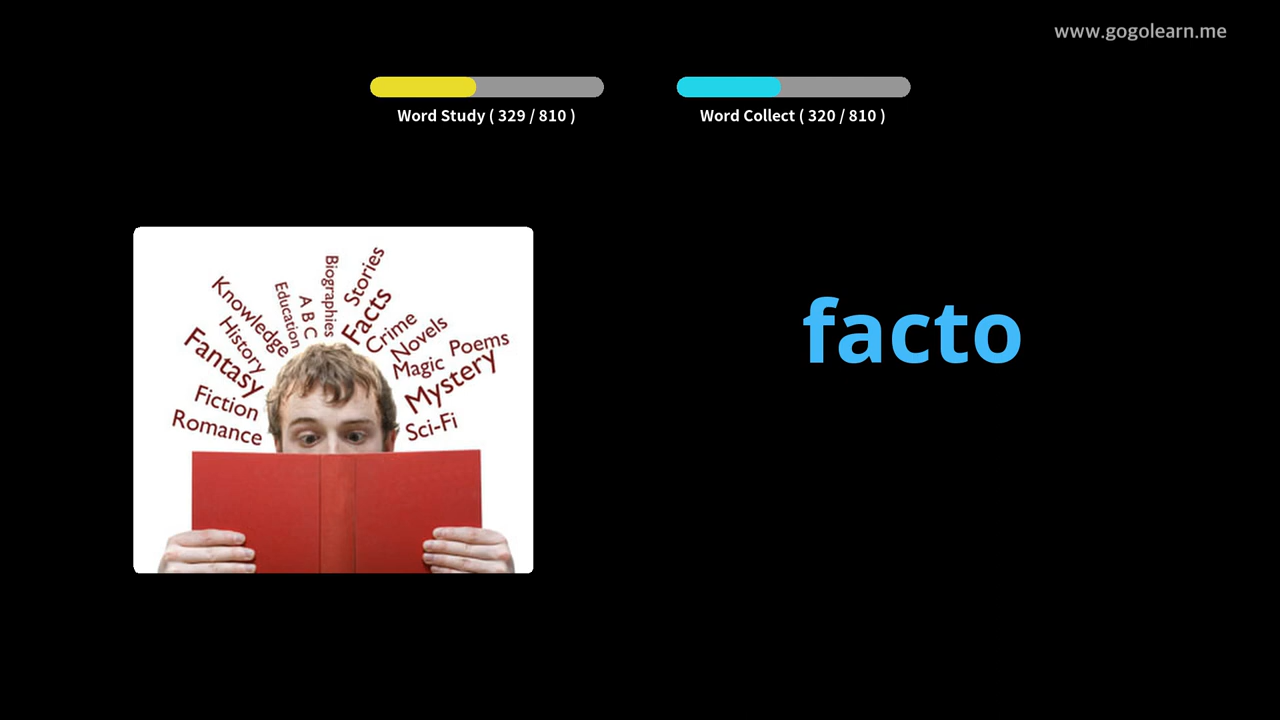 www.gogolearn.me
Word Study ( 329 / 810 )
Word Collect ( 320 / 810 )
facto
Romance
Fiction
Fantasy
History
Knowledge
Education
A B C
Biographies
Stories
Facts
Crime
Novels
Magic
Poems
Mystery
Sci-Fi